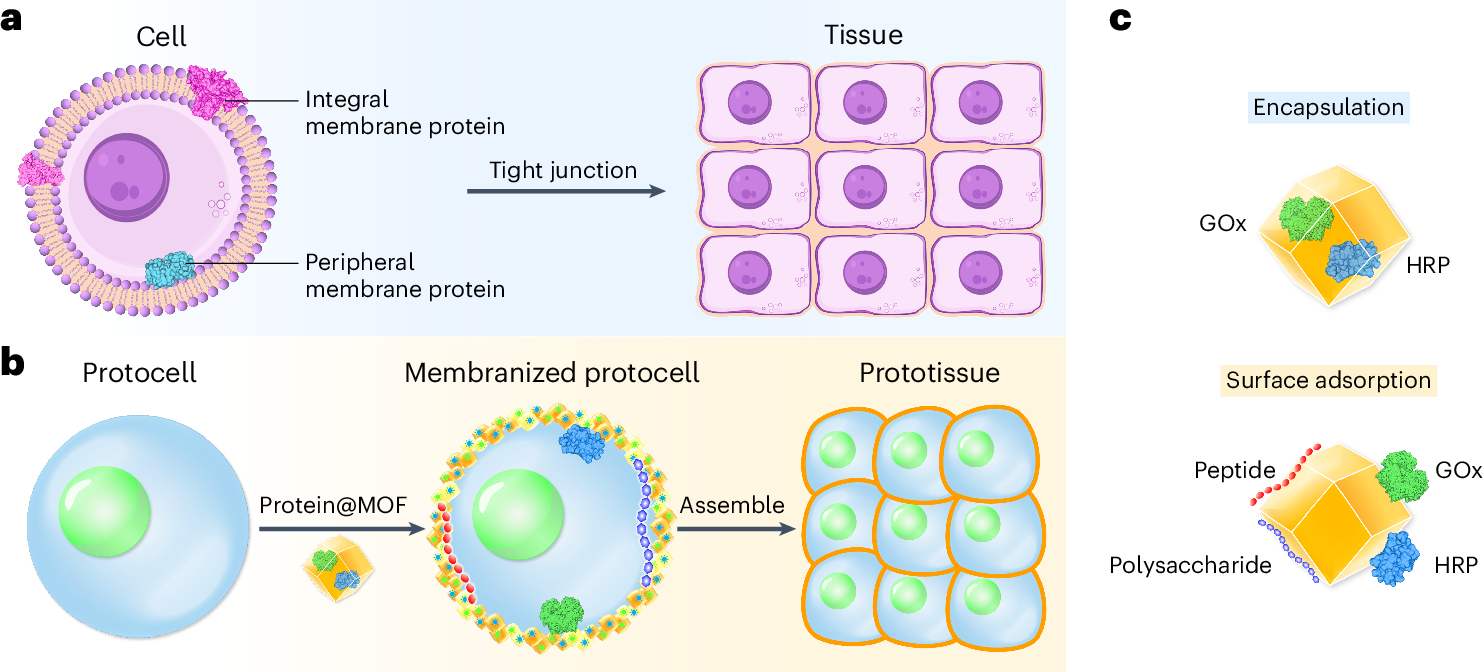 a
Cell
Integral
membrane protein
Peripheral
membrane protein
Tight junction
Tissue
b
Protocell
Protein@MOF
Membranized protocell
Assemble
Prototissue
c
Encapsulation
GOx
HRP
Surface adsorption
Peptide
GOx
Polysaccharide
HRP